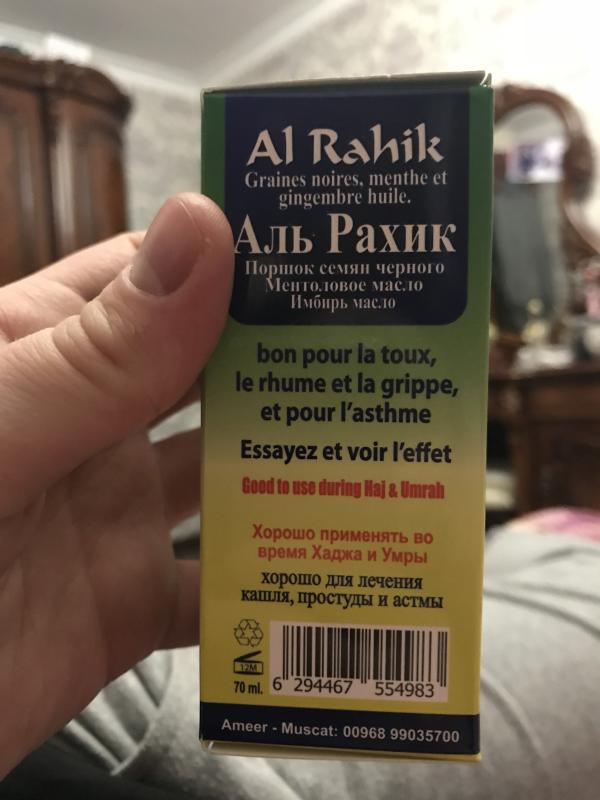 Al Rahik
Graines noires, menthe et
gingembre huile.
Аль Рахик
Поршок семян черного
Ментоловое масло
Имбирь масло
bon pour la toux,
le rhume et la grippe,
et pour l'asthme
Essayez et voir l'effet
Good to use during Haj & Umrah
Хорошо применять во
время Хаджа и Умры
хорошо для лечения
кашля, простуды и астмы
12M
70 ml.
6 294467 554983
Ameer - Muscat: 00968 99035700